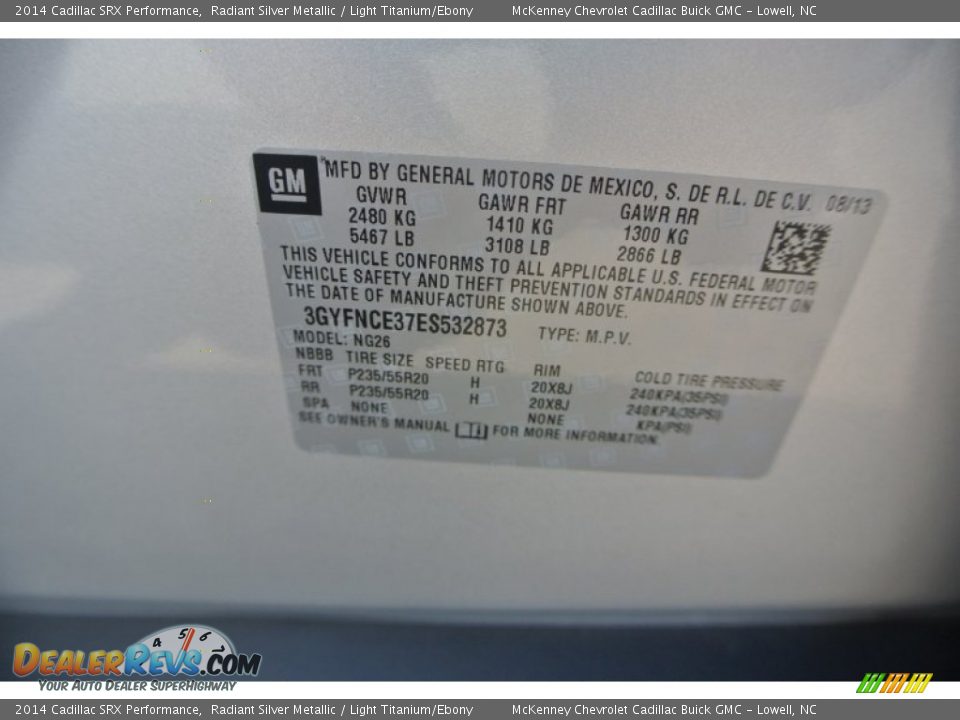 2014 Cadillac SRX Performance, Radiant Silver Metallic / Light Titanium/Ebony McKenney Chevrolet Cadillac Buick GMC - Lowell, NC
GM MFD BY GENERAL MOTORS DE MEXICO, S. DE R.L. DE C.V. 08/13
GVWR GAWR FRT GAWR RR
2480 KG 1410 KG 1300 KG
5467 LB 3108 LB 2866 LB
THIS VEHICLE CONFORMS TO ALL APPLICABLE U.S. FEDERAL MOTOR
VEHICLE SAFETY AND THEFT PREVENTION STANDARDS IN EFFECT ON
THE DATE OF MANUFACTURE SHOWN ABOVE.
3GYFNCE37ES532873 TYPE: M.P.V.
MODEL: NG26
NBBB TIRE SIZE SPEED RTG RIM COLD TIRE PRESSURE
FRT P235/55R20 H 20X8J 240KPA(35PSI)
RR P235/55R20 H 20X8J 240KPA(35PSI)
SPA NONE NONE KPA(PSI)
SEE OWNER'S MANUAL FOR MORE INFORMATION.
4 5 6
DEALERREVS.COM
YOUR AUTO DEALER SUPERHIGHWAY
2014 Cadillac SRX Performance, Radiant Silver Metallic / Light Titanium/Ebony McKenney Chevrolet Cadillac Buick GMC - Lowell, NC